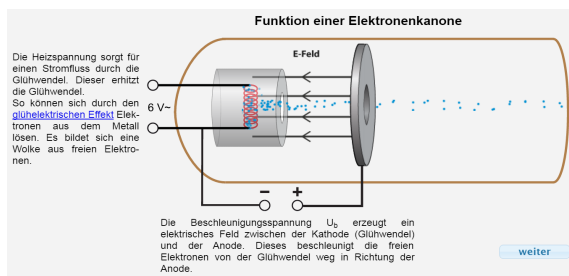 Funktion einer Elektronenkanone
E-Feld
Die Heizspannung sorgt für
einen Stromfluss durch die
Glühwendel. Dieser erhitzt
die Glühwendel.
So können sich durch den
glühelektrischen Effekt Elek-
tronen aus dem Metall
lösen. Es bildet sich eine
Wolke aus freien Elektro-
nen.
6 V~
− +
Die Beschleunigungsspannung Ub erzeugt ein
elektrisches Feld zwischen der Kathode (Glühwendel)
und der Anode. Dieses beschleunigt die freien
Elektronen von der Glühwendel weg in Richtung der
Anode.
weiter